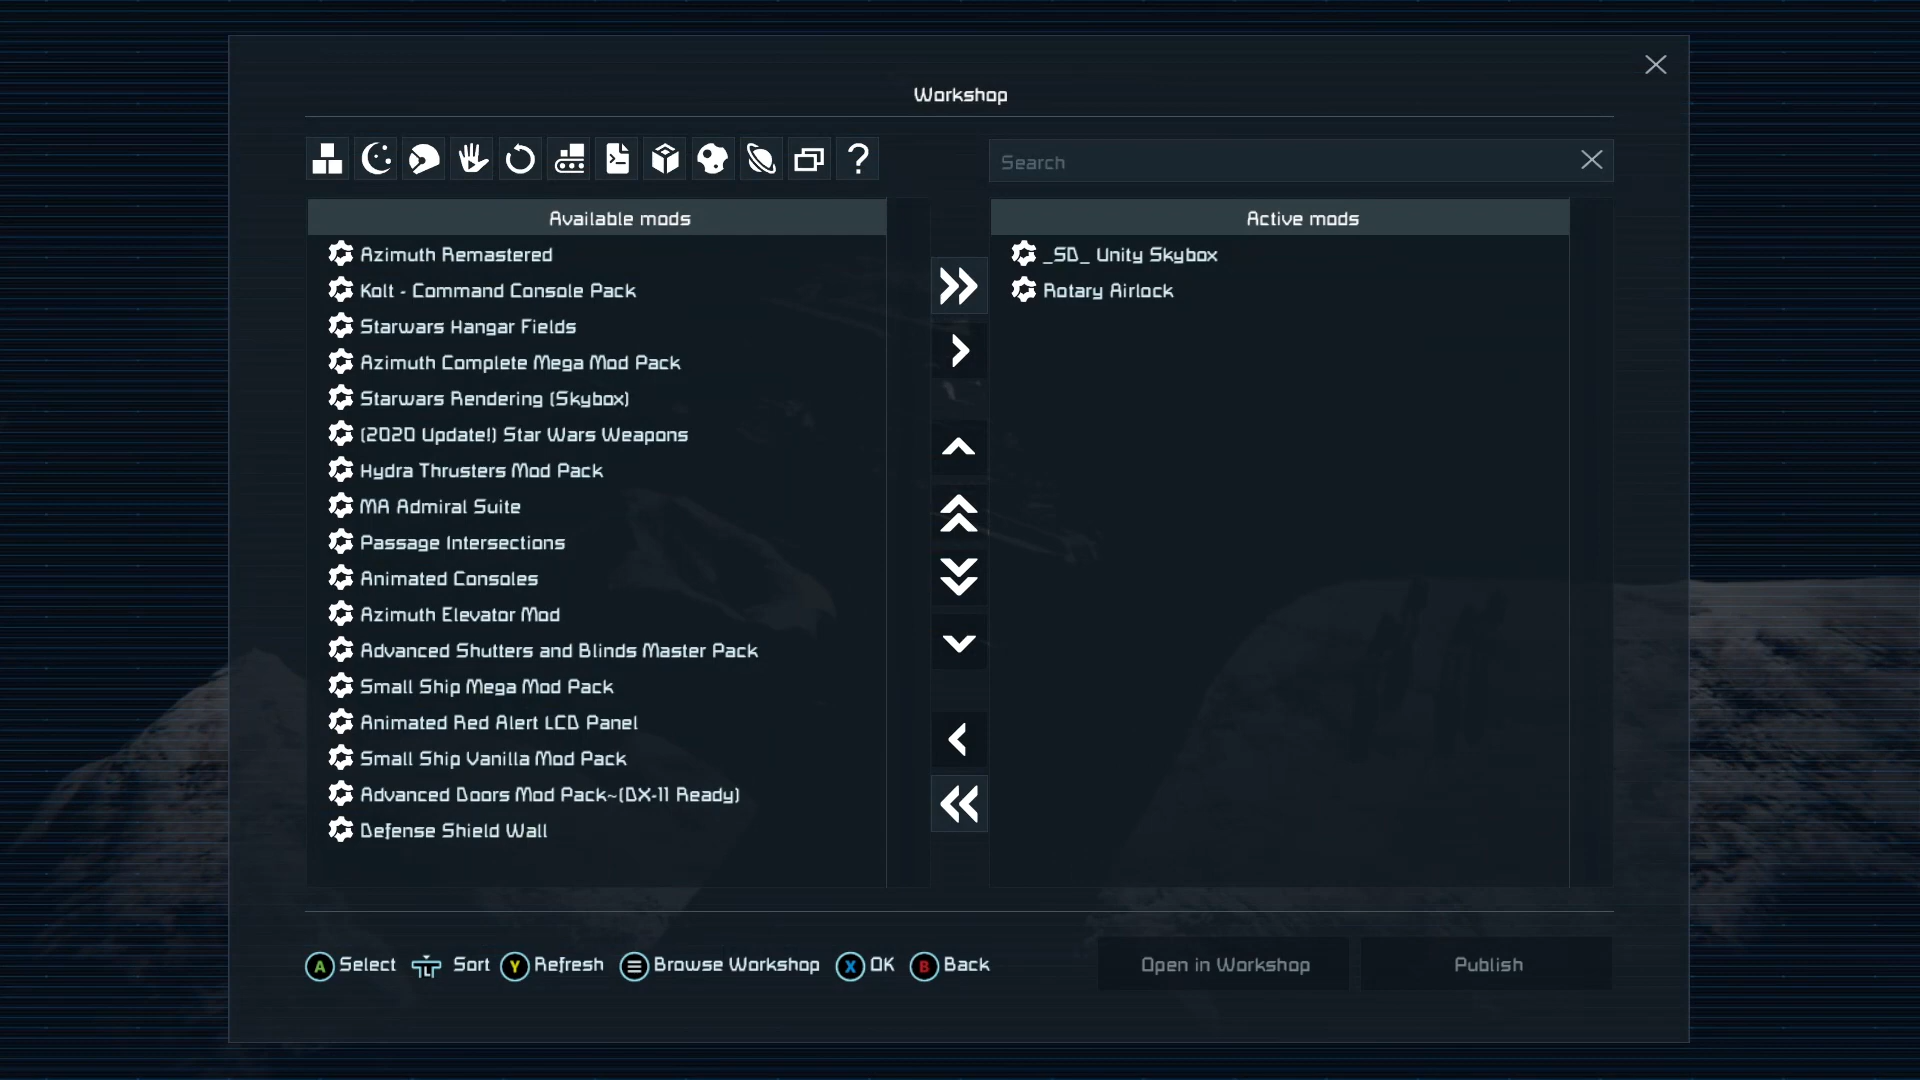 Workshop
Search
Available mods
Azimuth Remastered
Kolt - Command Console Pack
Starwars Hangar Fields
Azimuth Complete Mega Mod Pack
Starwars Rendering (Skybox)
(2020 Update!) Star Wars Weapons
Hydra Thrusters Mod Pack
MA Admiral Suite
Passage Intersections
Animated Consoles
Azimuth Elevator Mod
Advanced Shutters and Blinds Master Pack
Small Ship Mega Mod Pack
Animated Red Alert LCD Panel
Small Ship Vanilla Mod Pack
Advanced Doors Mod Pack~(DX-11 Ready)
Defense Shield Wall
Active mods
_SD_ Unity Skybox
Rotary Airlock
A Select LT Sort Y Refresh Browse Workshop X OK B Back
Open in Workshop
Publish